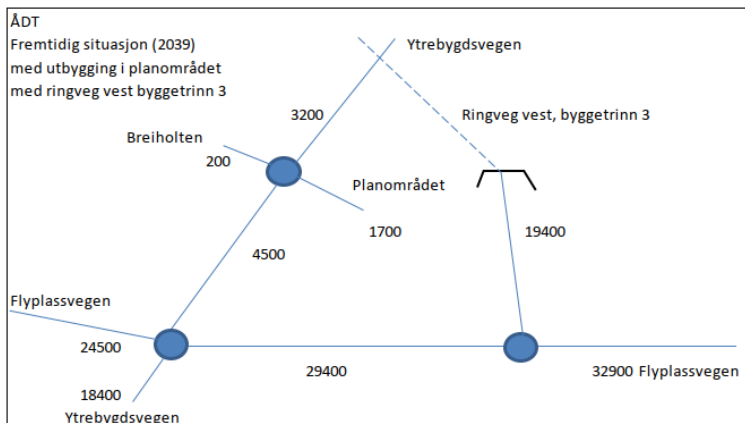 ÅDT
Fremtidig situasjon (2039)
med utbygging i planområdet
med ringveg vest byggetrinn 3
Ytrebygdsvegen
3200
Ringveg vest, byggetrinn 3
Breiholten
200
Planområdet
1700
19400
4500
Flyplassvegen
24500
29400
32900 Flyplassvegen
18400
Ytrebygdsvegen